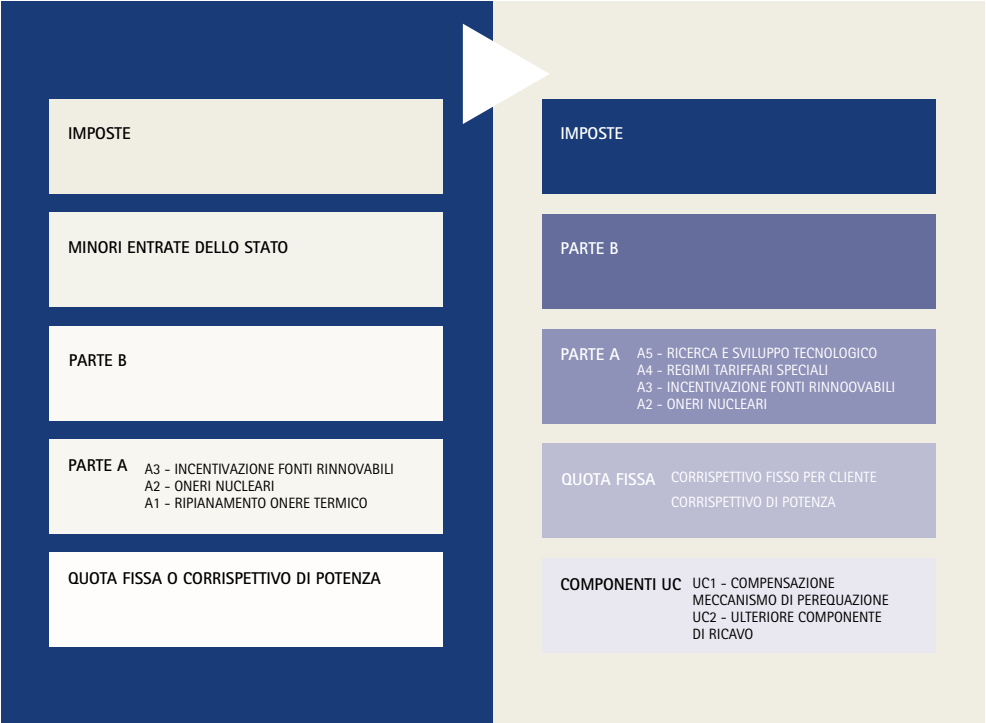 IMPOSTE
MINORI ENTRATE DELLO STATO
PARTE B
PARTE A
A3 - INCENTIVAZIONE FONTI RINNOVABILI
A2 - ONERI NUCLEARI
A1 - RIPIANAMENTO ONERE TERMICO
QUOTA FISSA O CORRISPETTIVO DI POTENZA
IMPOSTE
PARTE B
PARTE A
A5 - RICERCA E SVILUPPO TECNOLOGICO
A4 - REGIMI TARIFFARI SPECIALI
A3 - INCENTIVAZIONE FONTI RINNOOVABILI
A2 - ONERI NUCLEARI
QUOTA FISSA
CORRISPETTIVO FISSO PER CLIENTE
CORRISPETTIVO DI POTENZA
COMPONENTI UC
UC1 - COMPENSAZIONE
MECCANISMO DI PEREQUAZIONE
UC2 - ULTERIORE COMPONENTE
DI RICAVO